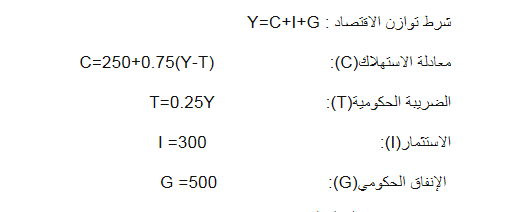 شرط توازن الاقتصاد : Y=C+I+G
معادلة الاستهلاك(C): C=250+0.75(Y-T)
الضريبة الحكومية(T): T=0.25Y
الاستثمار(I): I =300
الإنفاق الحكومي(G): G =500